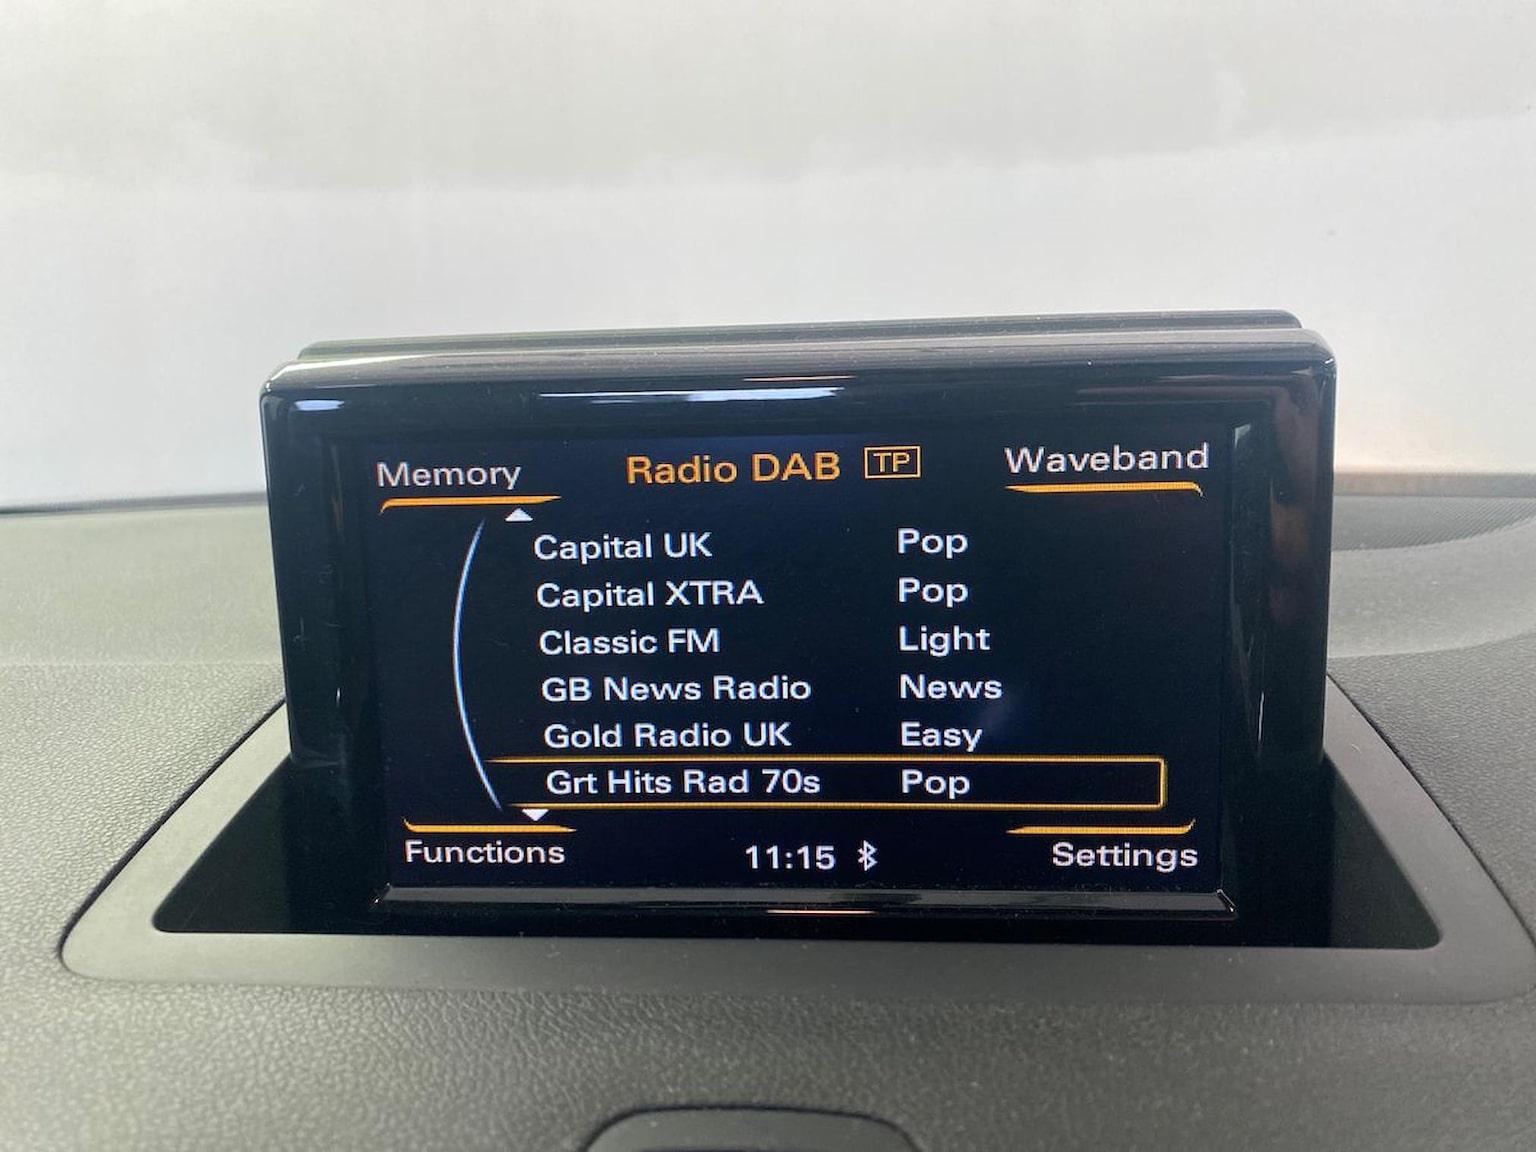 Memory Radio DAB TP Waveband
Capital UK Pop
Capital XTRA Pop
Classic FM Light
GB News Radio News
Gold Radio UK Easy
Grt Hits Rad 70s Pop
Functions 11:15 Settings